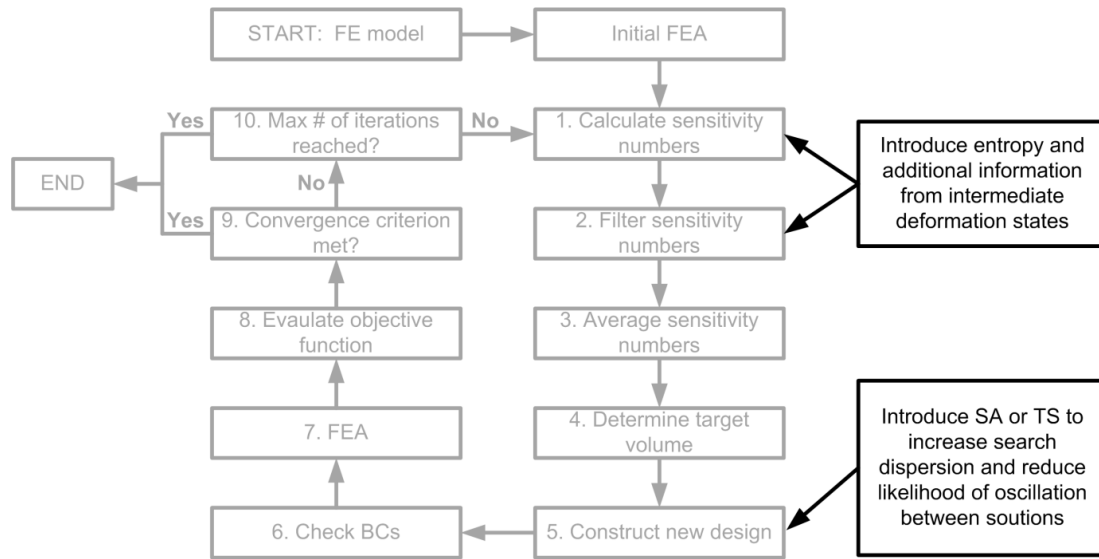 START:  FE model
Initial FEA
Yes
10. Max # of iterations
reached?
No
1. Calculate sensitivity
numbers
Introduce entropy and
additional information
from intermediate
deformation states
END
No
Yes
9. Convergence criterion
met?
2. Filter sensitivity
numbers
8. Evaulate objective
function
3. Average sensitivity
numbers
7. FEA
4. Determine target
volume
Introduce SA or TS to
increase search
dispersion and reduce
likelihood of oscillation
between soutions
6. Check BCs
5. Construct new design